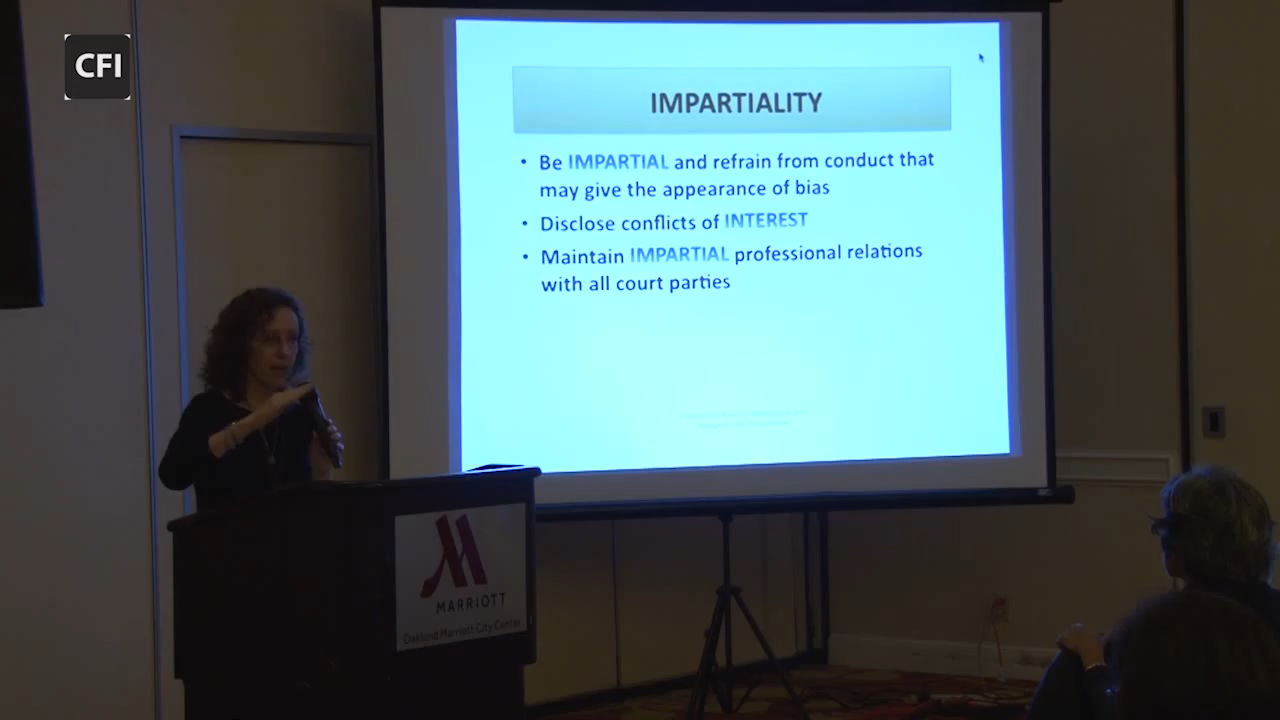 CFI
IMPARTIALITY
• Be IMPARTIAL and refrain from conduct that
may give the appearance of bias
• Disclose conflicts of INTEREST
• Maintain IMPARTIAL professional relations
with all court parties
MARRIOTT
Oakland Marriott City Center